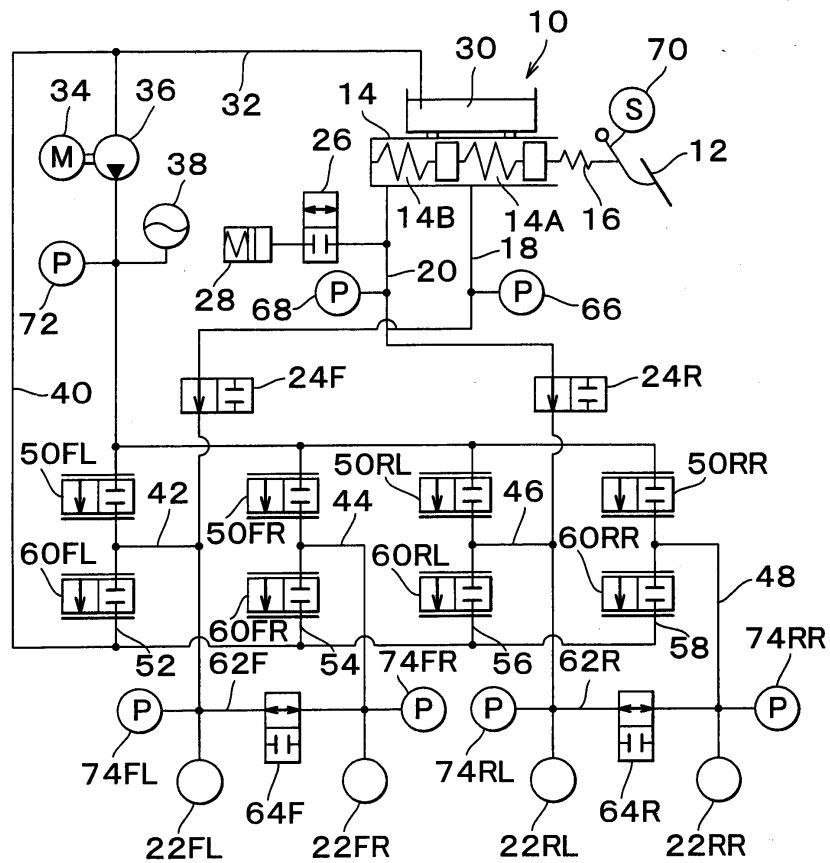 10
70
30
32
34
36
14
S
M
26
12
38
14B
14A
16
18
P
28
20
P
P
72
68
66
24F
24R
40
50FL
50RL
50RR
42
50FR
44
46
60FL
60RL
60RR
48
60FR
52
54
56
58
62F
74FR
62R
74RR
P
P
P
P
74FL
74RL
64F
64R
22FL
22FR
22RL
22RR